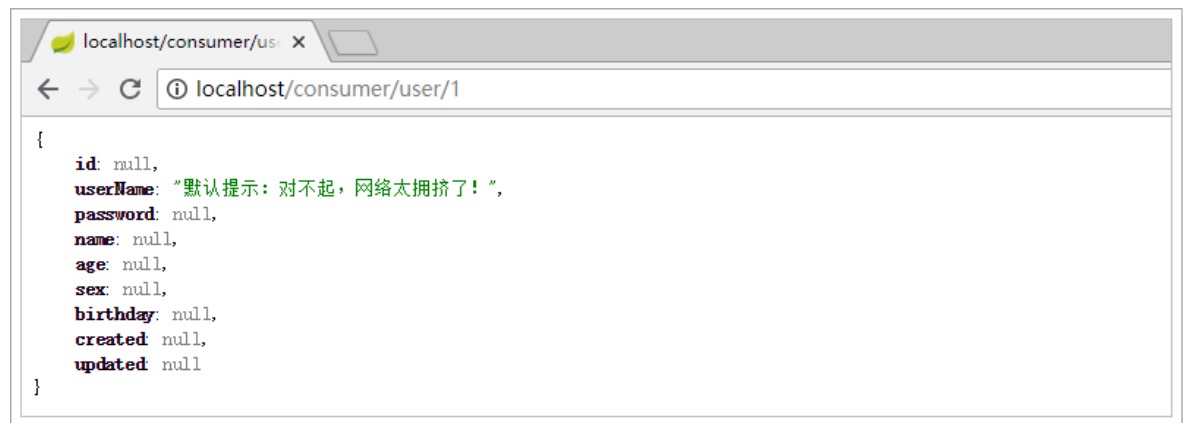 localhost/consumer/us
localhost/consumer/user/1
{
id: null,
userName: "默认提示：对不起，网络太拥挤了！",
password: null,
name: null,
age: null,
sex: null,
birthday: null,
created: null,
updated: null
}